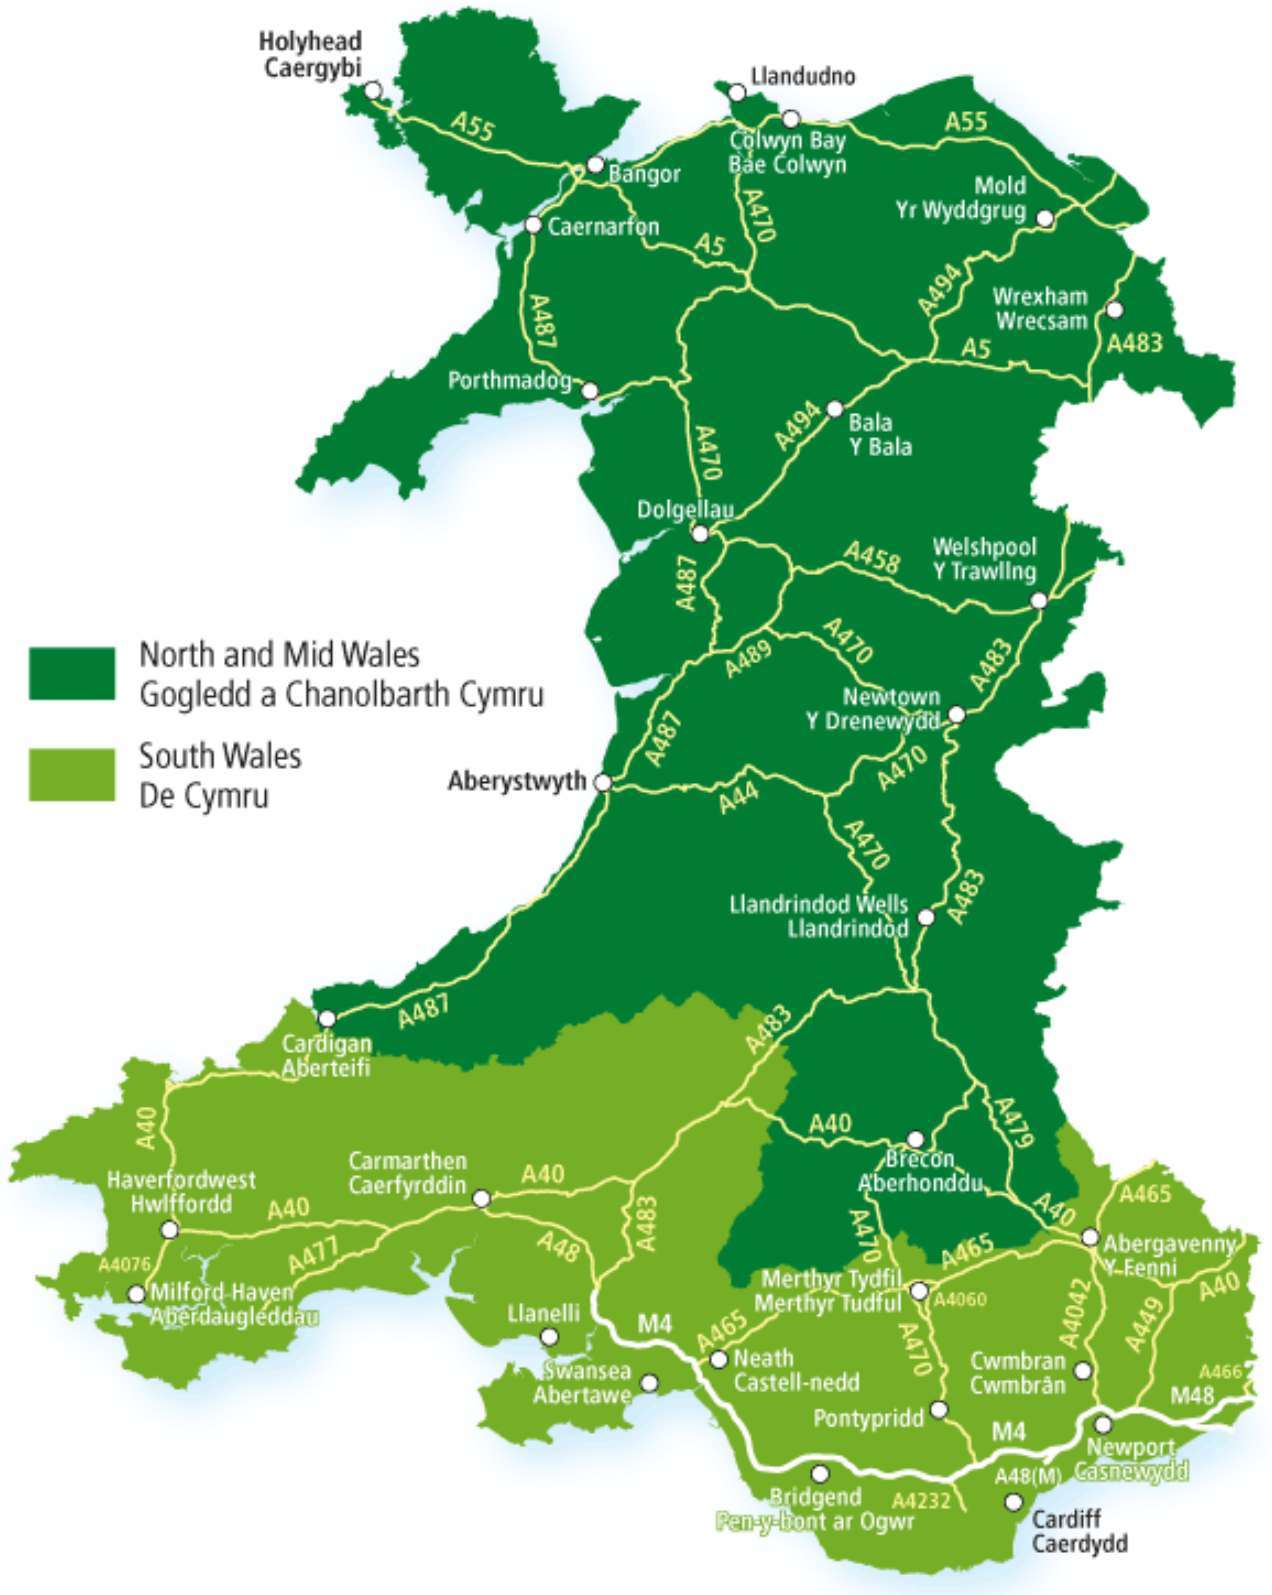 Holyhead
Caergybi
Llandudno
A55
A55
Colwyn Bay
Bae Colwyn
Bangor
Mold
Yr Wyddgrug
A470
Caernarfon
A5
A494
Wrexham
Wrecsam
A487
A5
A483
Porthmadog
A494
Bala
Y Bala
A470
Dolgellau
Welshpool
Y Trawllng
A458
A487
North and Mid Wales
Gogledd a Chanolbarth Cymru
A470
A489
A483
Newtown
Y Drenewydd
A487
South Wales
De Cymru
Aberystwyth
A44
A470
A470
A483
Llandrindod Wells
Llandrindod
A487
A483
Cardigan
Aberteifi
A40
A40
A479
Brecon
Aberhonddu
Carmarthen
Caerfyrddin
A40
Haverfordwest
Hwlffordd
A40
A483
A465
A40
A470
A48
A477
A465
Abergavenny
Y Fenni
A4076
Milford Haven
Aberdaugleddau
Merthyr Tydfil
Merthyr Tudful
A4060
A40
A4042
A449
Llanelli
M4
A465
A470
Neath
Castell-nedd
Cwmbran
Cwmbrân
A466
Swansea
Abertawe
M48
Pontypridd
M4
Newport
Casnewydd
A48(M)
Bridgend
Pen-y-bont ar Ogwr
A4232
Cardiff
Caerdydd